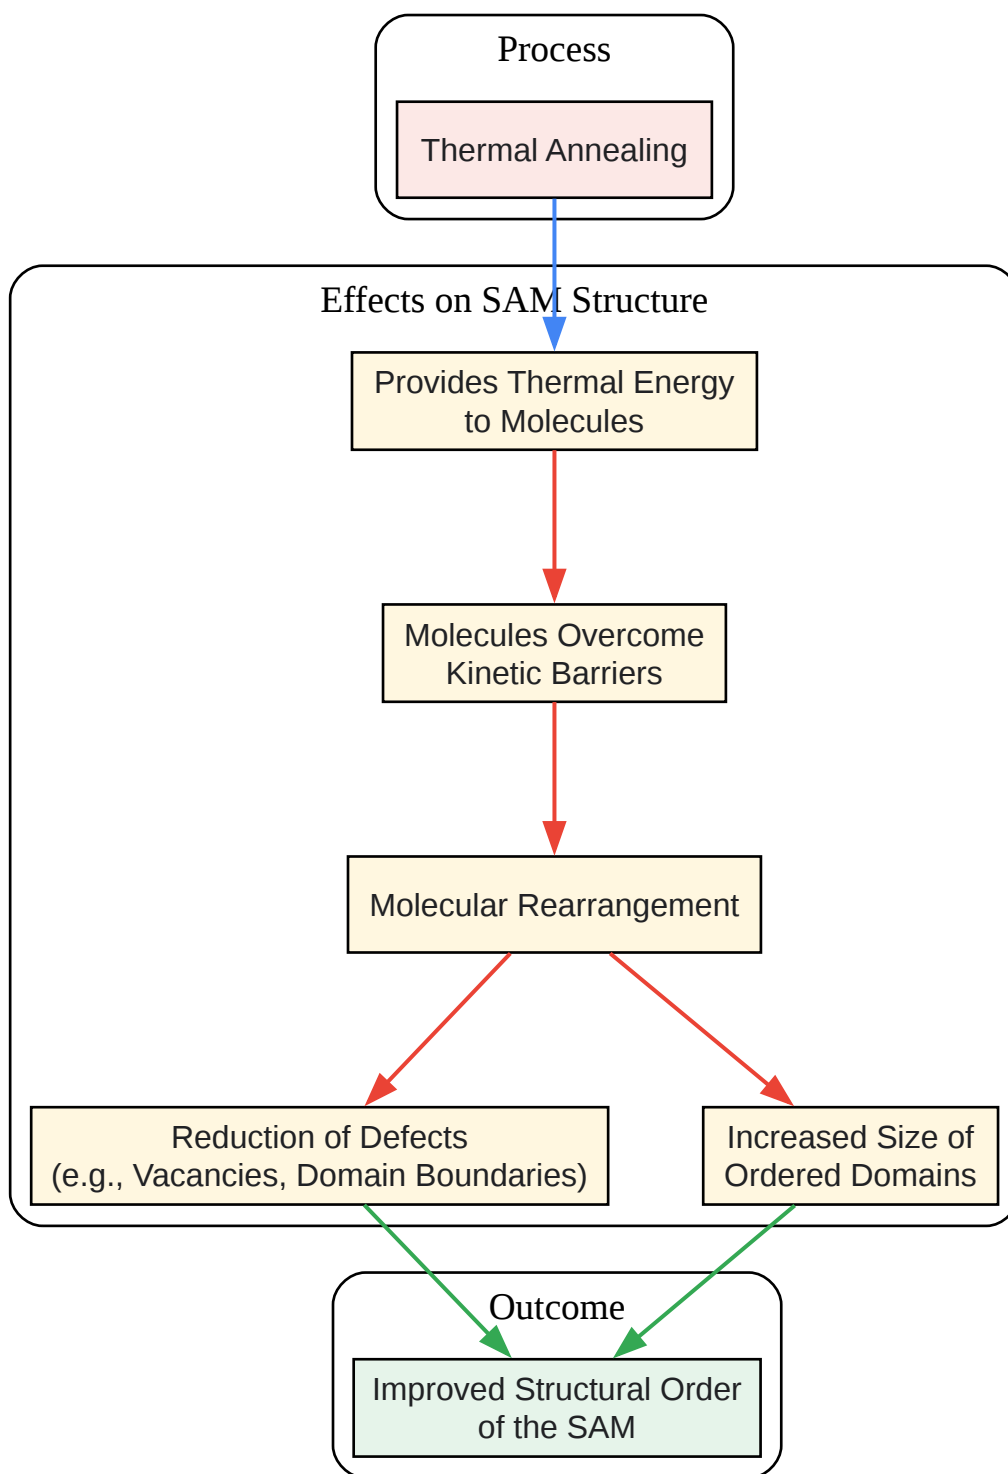 Process
Thermal Annealing
Effects on SAM Structure
Provides Thermal Energy
to Molecules
Molecules Overcome
Kinetic Barriers
Molecular Rearrangement
Reduction of Defects
(e.g., Vacancies, Domain Boundaries)
Increased Size of
Ordered Domains
Outcome
Improved Structural Order
of the SAM